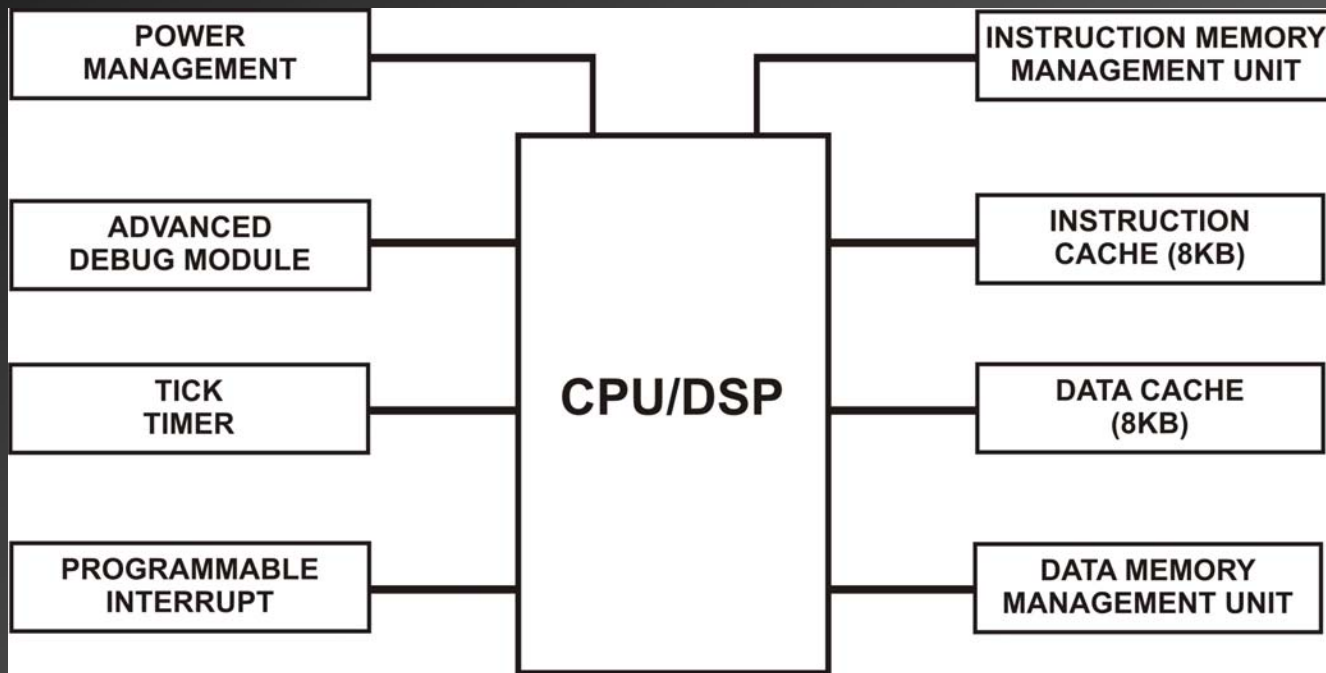 POWER
MANAGEMENT
INSTRUCTION MEMORY
MANAGEMENT UNIT
ADVANCED
DEBUG MODULE
INSTRUCTION
CACHE (8KB)
TICK
TIMER
CPU/DSP
DATA CACHE
(8KB)
PROGRAMMABLE
INTERRUPT
DATA MEMORY
MANAGEMENT UNIT